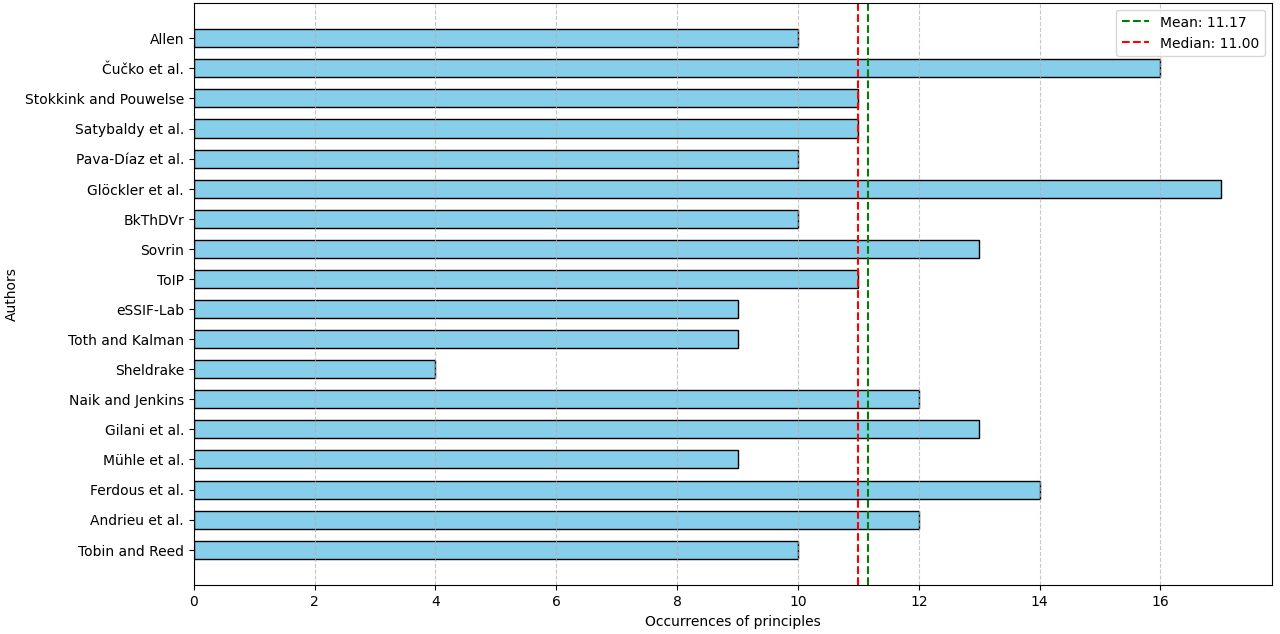 Mean: 11.17
Median: 11.00
Allen
Čučko et al.
Stokkink and Pouwelse
Satybaldy et al.
Pava-Díaz et al.
Glöckler et al.
BkThDVr
Sovrin
ToIP
eSSIF-Lab
Toth and Kalman
Sheldrake
Naik and Jenkins
Gilani et al.
Mühle et al.
Ferdous et al.
Andrieu et al.
Tobin and Reed
Authors
0 2 4 6 8 10 12 14 16
Occurrences of principles